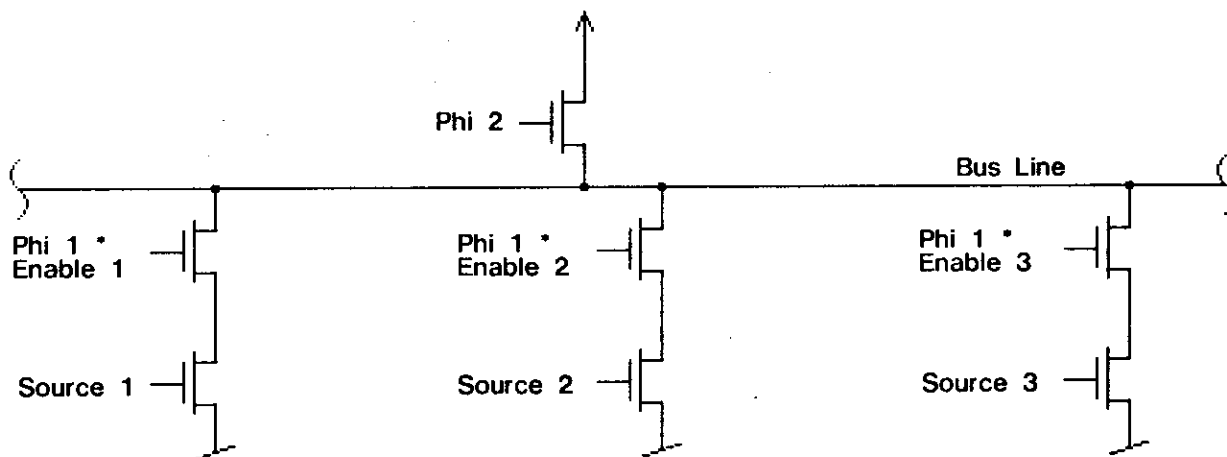 Phi 2
Bus Line
Phi 1 *
Enable 1
Phi 1 *
Enable 2
Phi 1 *
Enable 3
Source 1
Source 2
Source 3